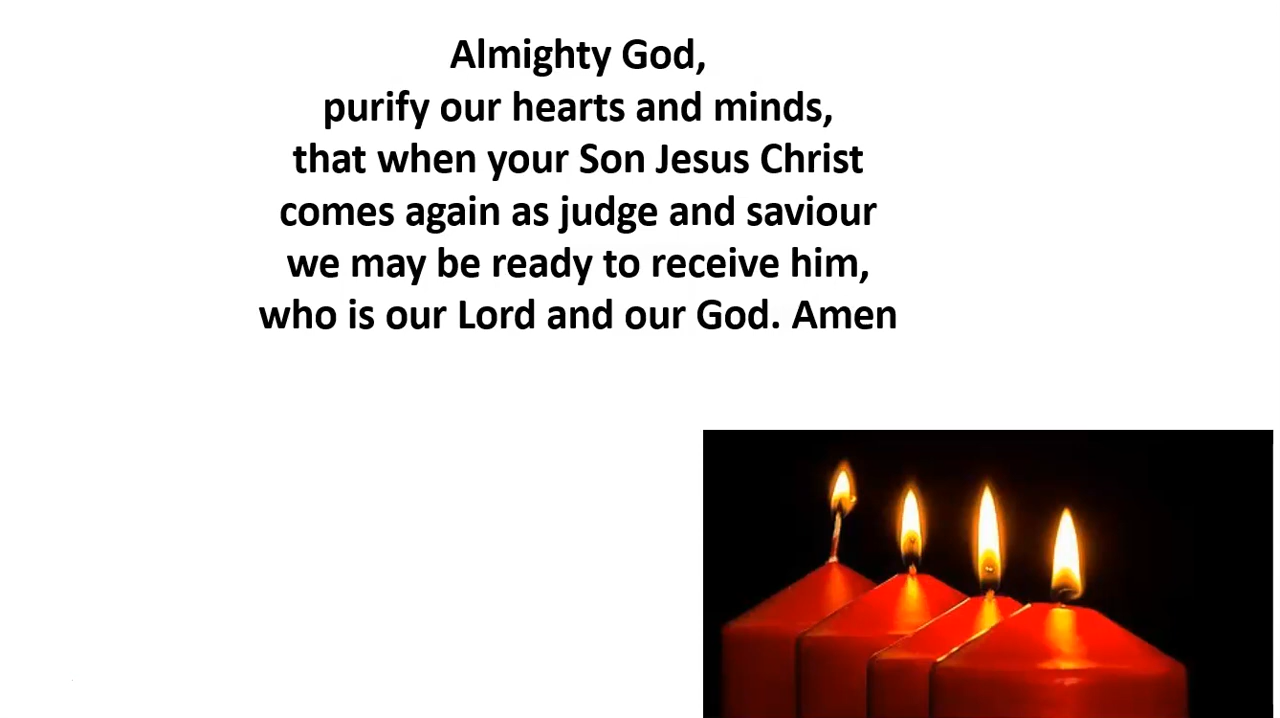 Almighty God,
purify our hearts and minds,
that when your Son Jesus Christ
comes again as judge and saviour
we may be ready to receive him,
who is our Lord and our God. Amen